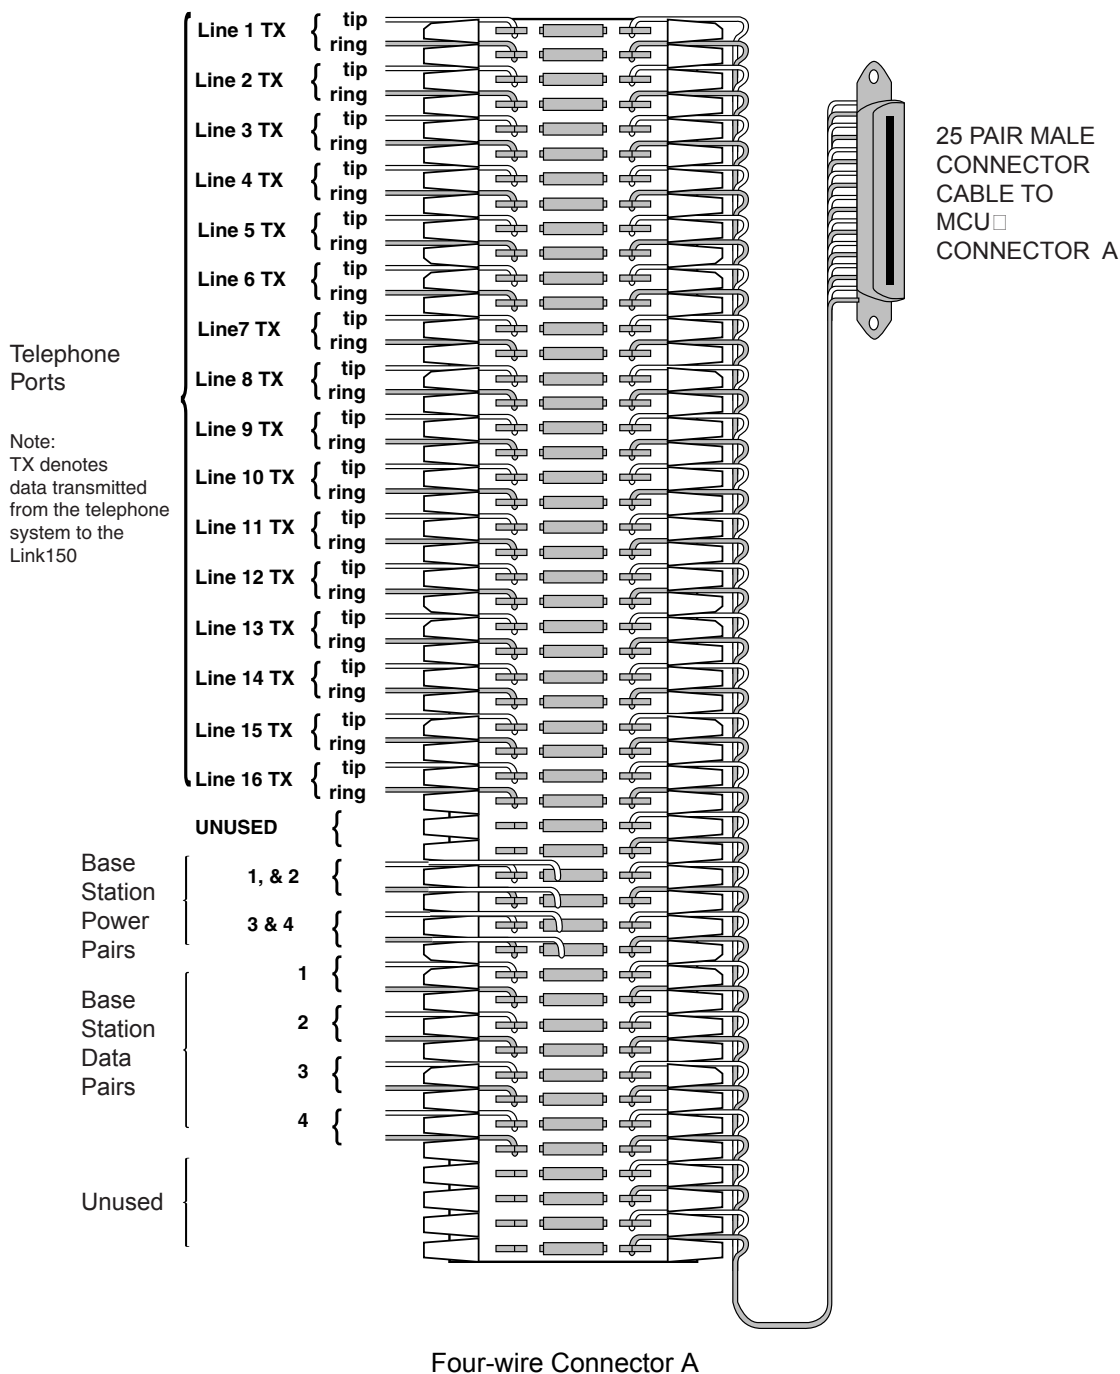 Line 1 TX { tip
ring
Line 2 TX { tip
ring
Line 3 TX { tip
ring
Line 4 TX { tip
ring
Line 5 TX { tip
ring
Line 6 TX { tip
ring
Line7 TX { tip
ring
Line 8 TX { tip
ring
Line 9 TX { tip
ring
Line 10 TX { tip
ring
Line 11 TX { tip
ring
Line 12 TX { tip
ring
Line 13 TX { tip
ring
Line 14 TX { tip
ring
Line 15 TX { tip
ring
Line 16 TX { tip
ring
UNUSED {
Telephone
Ports
Note:
TX denotes
data transmitted
from the telephone
system to the
Link150
Base
Station
Power
Pairs
1, & 2 {
3 & 4 {
Base
Station
Data
Pairs
1 {
2 {
3 {
4 {
Unused
25 PAIR MALE
CONNECTOR
CABLE TO
MCU□
CONNECTOR A
Four-wire Connector A